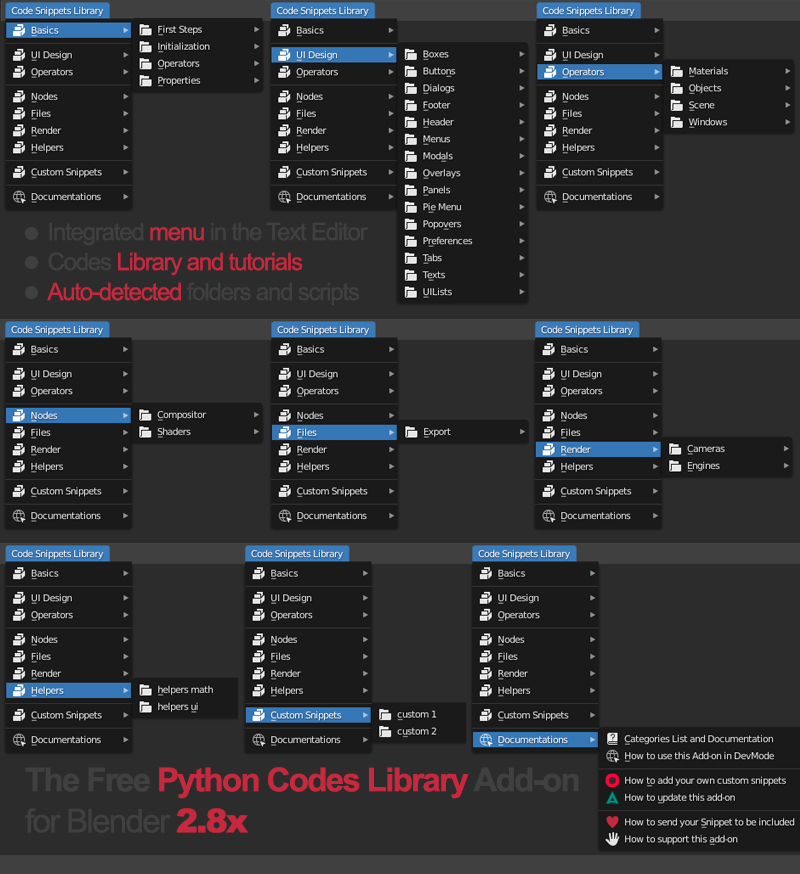 Code Snippets Library
Basics
UI Design
Operators
Nodes
Files
Render
Helpers
Custom Snippets
Documentations
First Steps
Initialization
Operators
Properties
Code Snippets Library
Basics
UI Design
Operators
Nodes
Files
Render
Helpers
Custom Snippets
Documentations
Boxes
Buttons
Dialogs
Footer
Header
Menus
Modals
Overlays
Panels
Pie Menu
Popovers
Preferences
Tabs
Texts
UILists
Code Snippets Library
Basics
UI Design
Operators
Nodes
Files
Render
Helpers
Custom Snippets
Documentations
Materials
Objects
Scene
Windows
Integrated menu in the Text Editor
Codes Library and tutorials
Auto-detected folders and scripts
Code Snippets Library
Basics
UI Design
Operators
Nodes
Files
Render
Helpers
Custom Snippets
Documentations
Compositor
Shaders
Code Snippets Library
Basics
UI Design
Operators
Nodes
Files
Render
Helpers
Custom Snippets
Documentations
Export
Code Snippets Library
Basics
UI Design
Operators
Nodes
Files
Render
Helpers
Custom Snippets
Documentations
Cameras
Engines
Code Snippets Library
Basics
UI Design
Operators
Nodes
Files
Render
Helpers
Custom Snippets
Documentations
helpers math
helpers ui
Code Snippets Library
Basics
UI Design
Operators
Nodes
Files
Render
Helpers
Custom Snippets
Documentations
custom 1
custom 2
Code Snippets Library
Basics
UI Design
Operators
Nodes
Files
Render
Helpers
Custom Snippets
Documentations
Categories List and Documentation
How to use this Add-on in DevMode
How to add your own custom snippets
How to update this add-on
How to send your Snippet to be included
How to support this add-on
The Free Python Codes Library Add-on
for Blender 2.8x